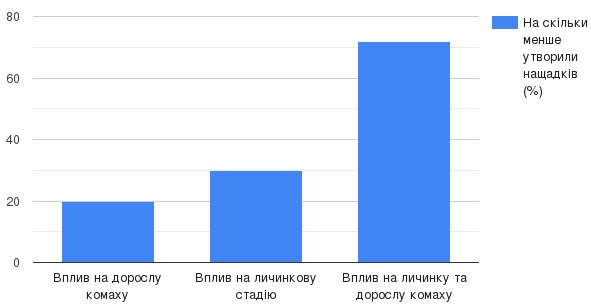 80
60
40
20
0
Вплив на дорослу
комаху
Вплив на личинкову
стадію
Вплив на личинку та
дорослу комаху
На скільки
менше
утворили
нащадків
(%)